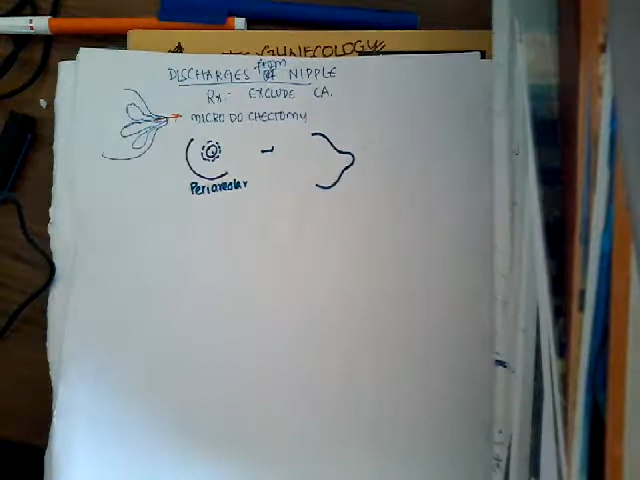 GYNECOLOGY
DISCHARGES of from NIPPLE
Rx:- EXCLUDE CA.
MICRO DO CHECTOMY
Periareolar